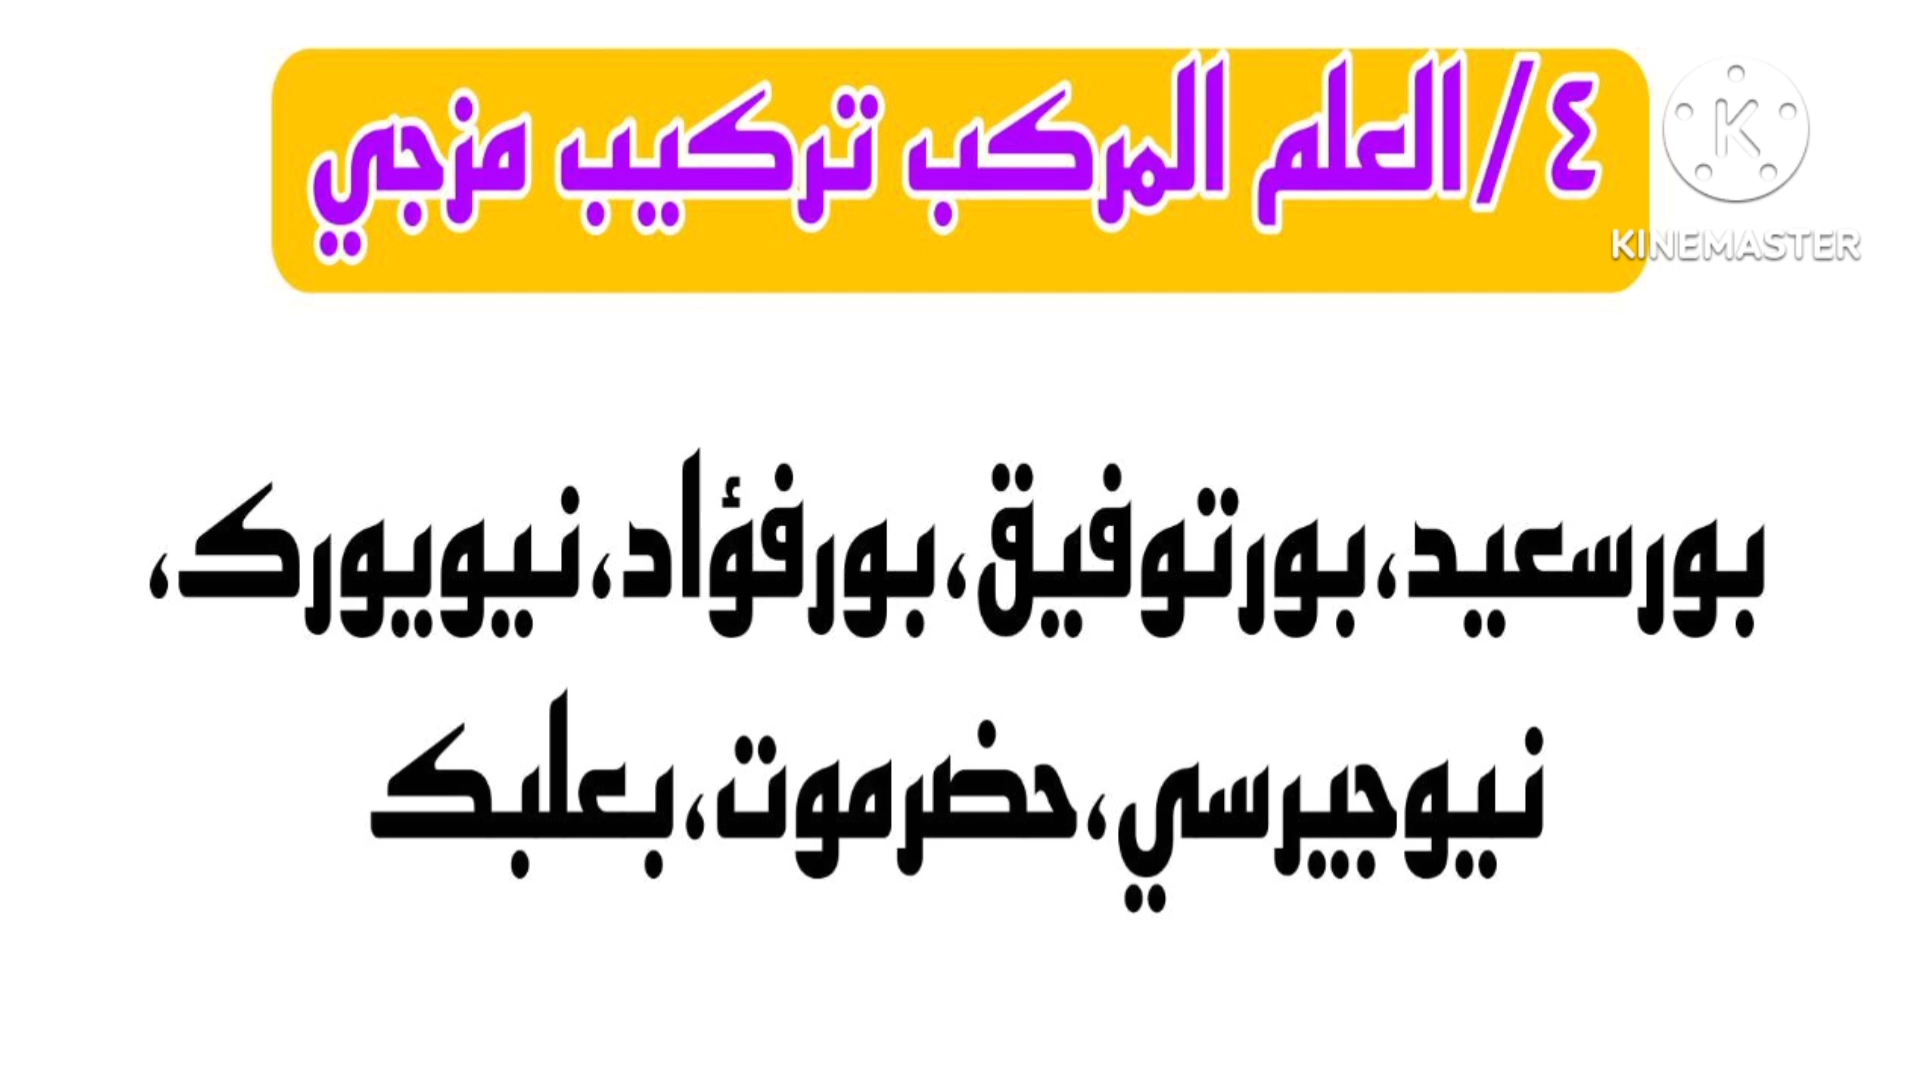 ٤/العلم المركب تركيب مزجي
K
KINEMASTER
بورسعيد،بورتوفيق،بورفؤاد،نيويورك،
نيوجيرسي،حضرموت،بعلبك